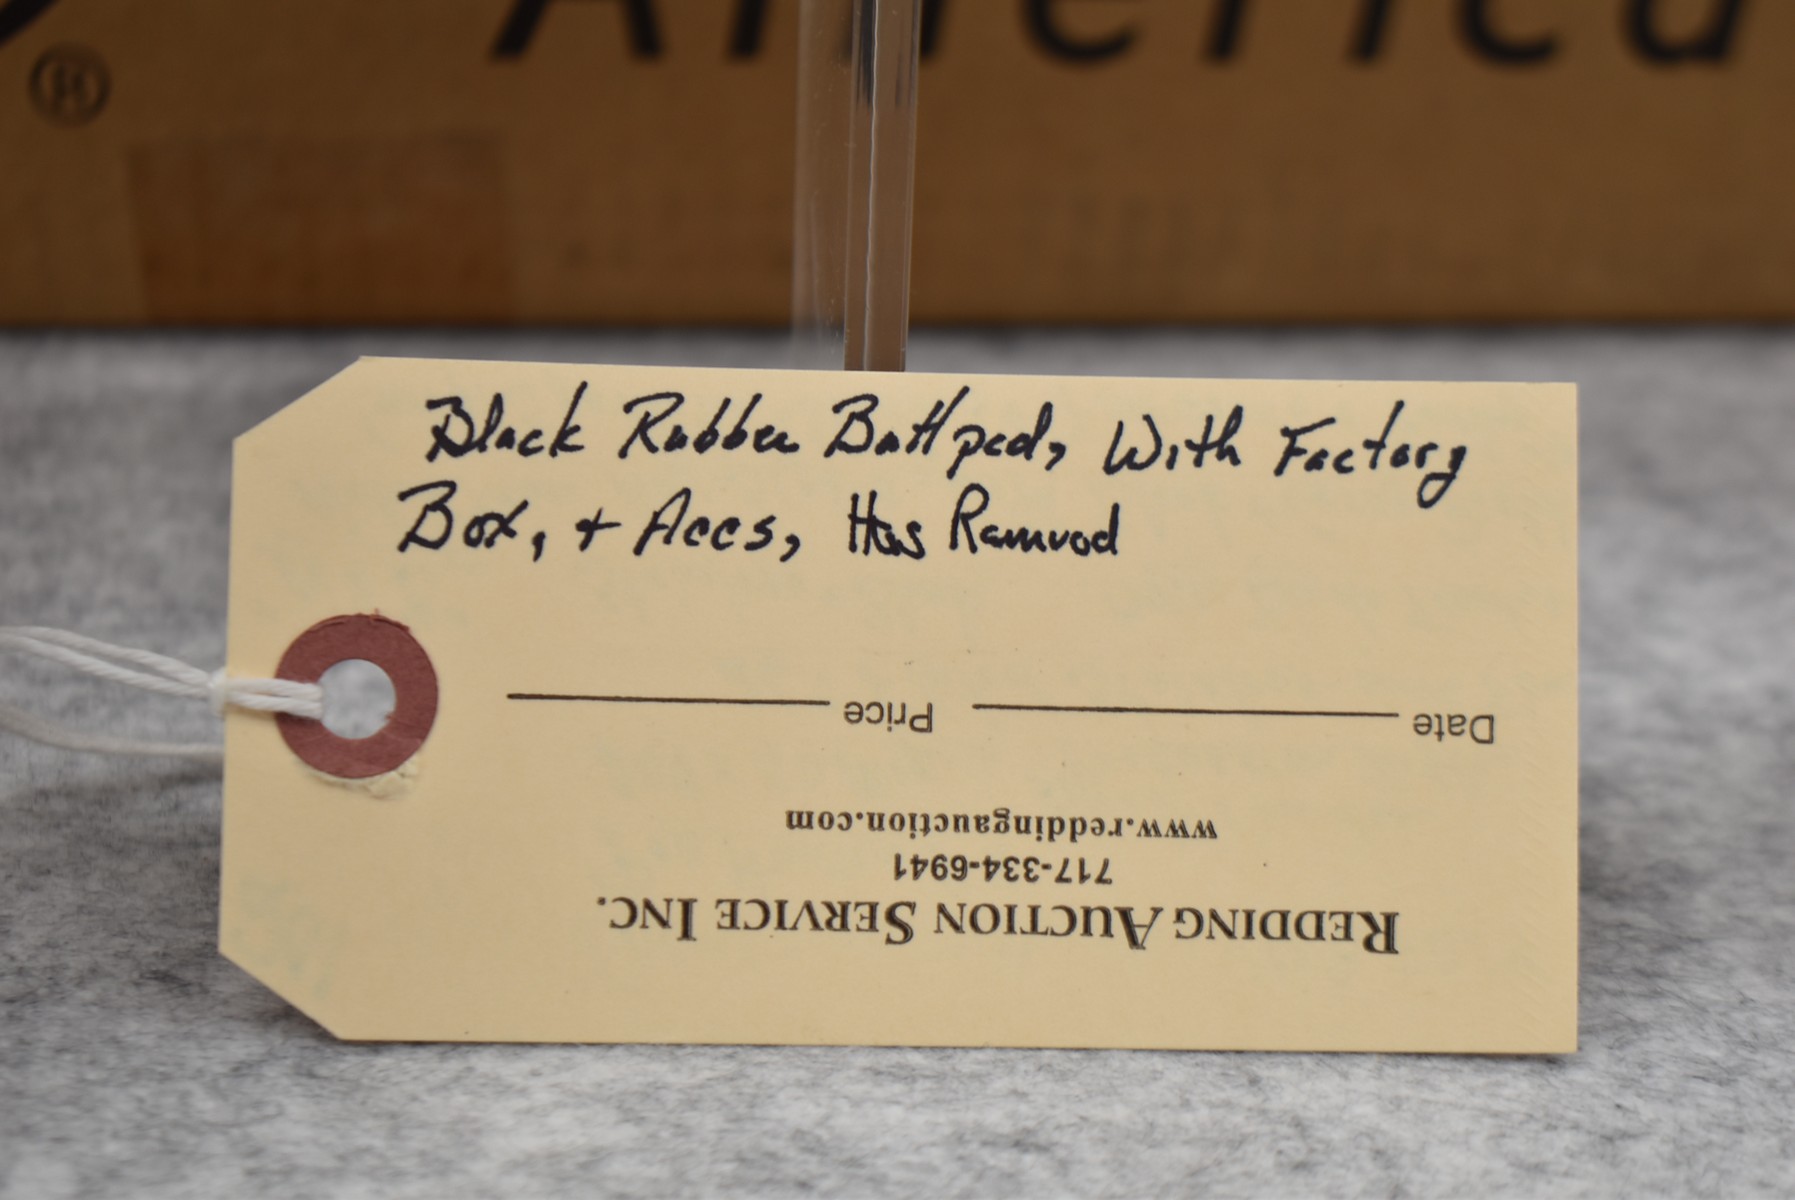 ®
America
Black Rubber Buttpad, With Factory
Box, + Accs, Has Ramrod
Date
Price
REDDING AUCTION SERVICE INC.
717-334-6941
www.reddingauction.com